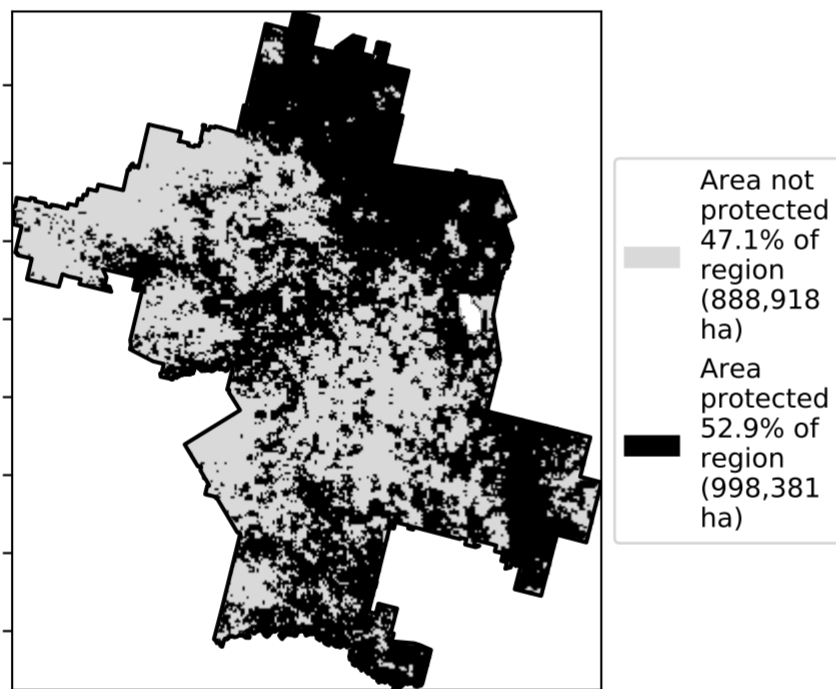 Area not
protected
47.1% of
region
(888,918
ha)
Area
protected
52.9% of
region
(998,381
ha)